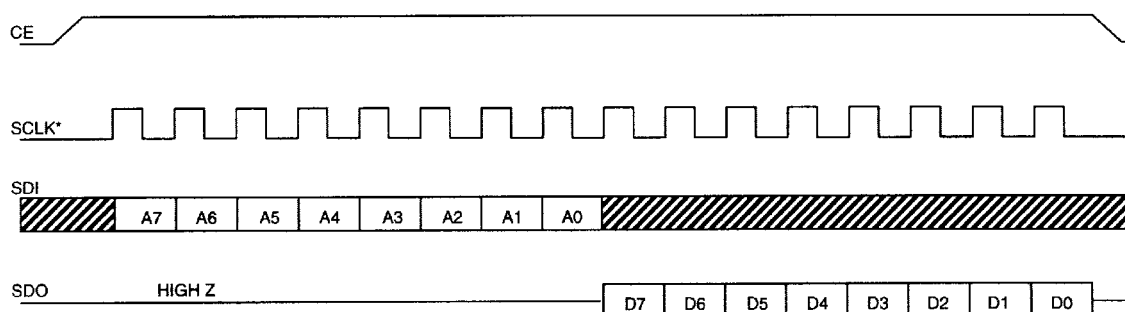 CE
SCLK*
SDI
A7 A6 A5 A4 A3 A2 A1 A0
SDO HIGH Z D7 D6 D5 D4 D3 D2 D1 D0